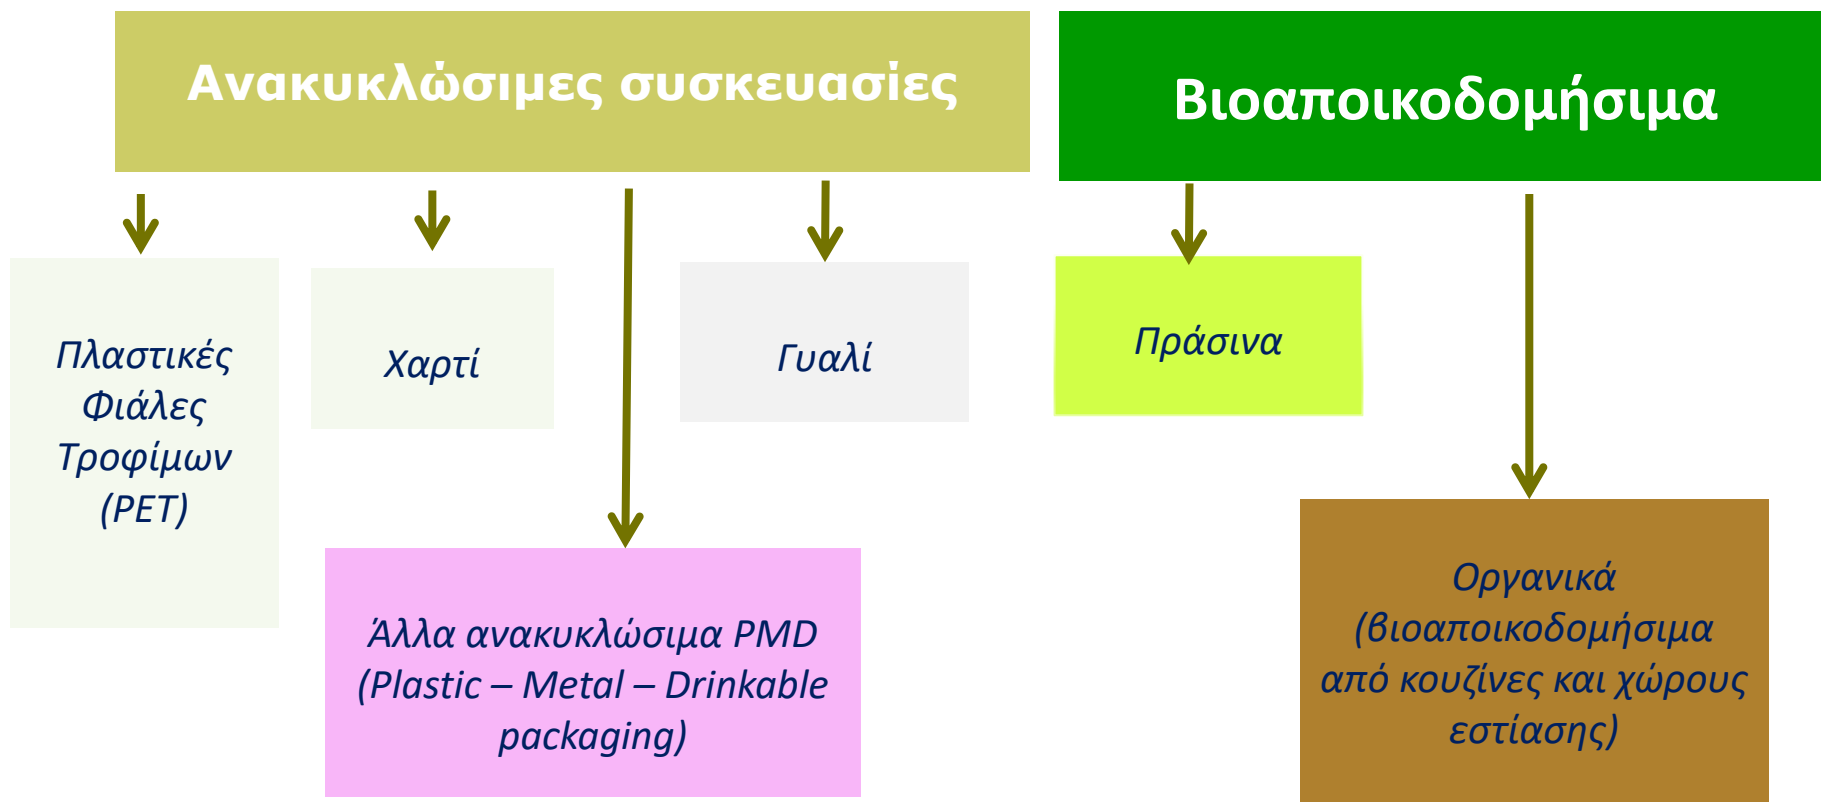 Ανακυκλώσιμες συσκευασίες
Βιοαποικοδομήσιμα
Πλαστικές
Φιάλες
Τροφίμων
(PET)
Χαρτί
Γυαλί
Πράσινα
Άλλα ανακυκλώσιμα PMD
(Plastic – Metal – Drinkable
packaging)
Οργανικά
(βιοαποικοδομήσιμα
από κουζίνες και χώρους
εστίασης)